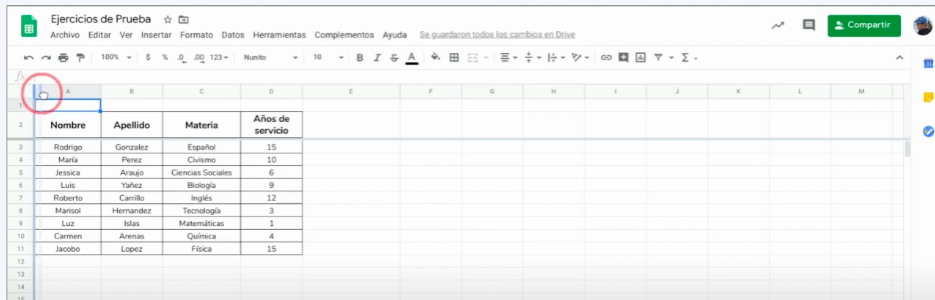 Ejercicios de Prueba
Compartir
Archivo Editar Ver Insertar Formato Datos Herramientas Complementos Ayuda Se guardaron todos los cambios en Drive
100% $ % .0 .00 123 Nunito 10 B I S A
fx
A B C D E F G H I J K L M
1
2 Nombre Apellido Materia Años de servicio
3 Rodrigo Gonzalez Español 15
4 María Perez Civismo 10
5 Jessica Araujo Ciencias Sociales 6
6 Luis Yañez Biología 9
7 Roberto Carrillo Inglés 12
8 Marisol Hernandez Tecnología 3
9 Luz Islas Matemáticas 1
10 Carmen Arenas Química 4
11 Jacobo Lopez Física 15
12
13
14
15